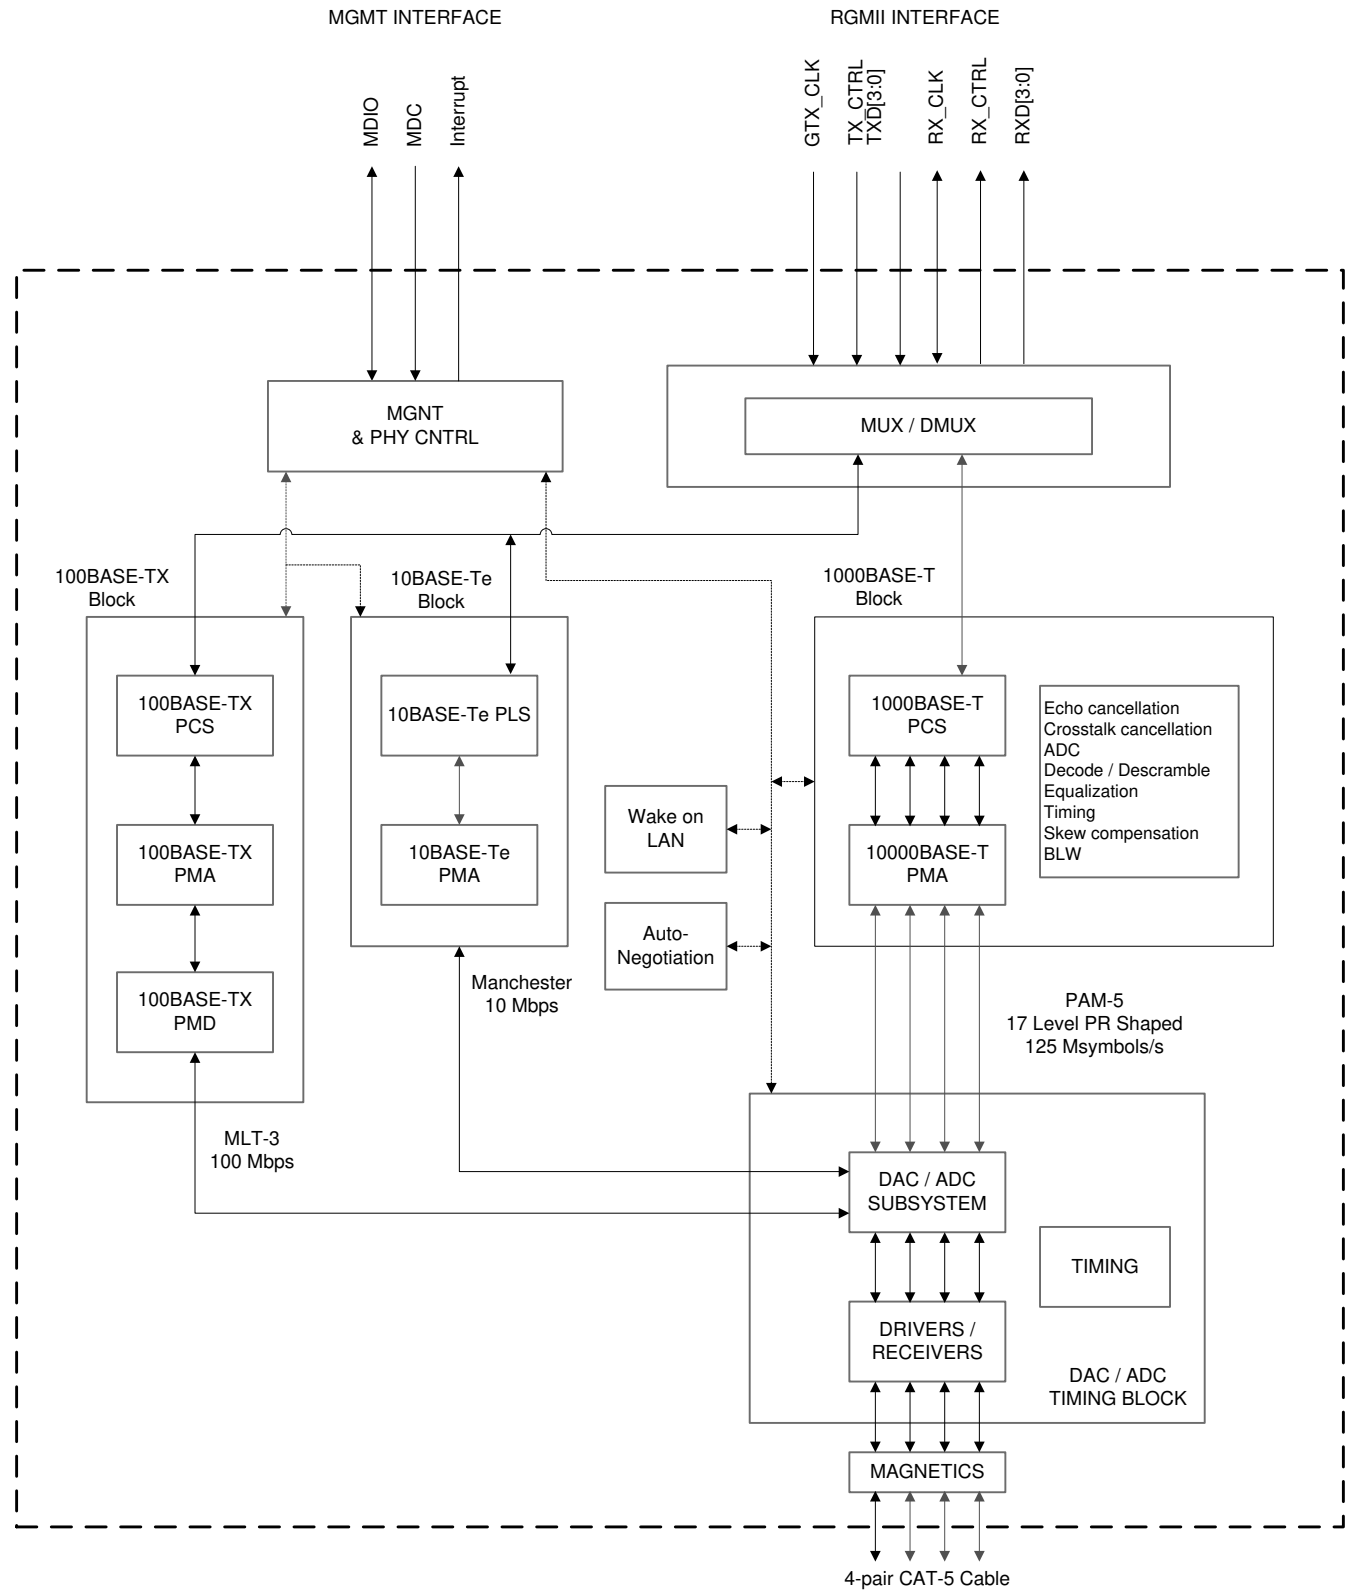 MGMT INTERFACE
RGMII INTERFACE
MDIO
MDC
Interrupt
GTX_CLK
TX_CTRL
TXD[3:0]
RX_CLK
RX_CTRL
RXD[3:0]
MGNT
& PHY CNTRL
MUX / DMUX
100BASE-TX
Block
10BASE-Te
Block
1000BASE-T
Block
100BASE-TX
PCS
10BASE-Te PLS
1000BASE-T
PCS
Echo cancellation
Crosstalk cancellation
ADC
Decode / Descramble
Equalization
Timing
Skew compensation
BLW
Wake on
LAN
100BASE-TX
PMA
10BASE-Te
PMA
10000BASE-T
PMA
Auto-
Negotiation
100BASE-TX
PMD
Manchester
10 Mbps
PAM-5
17 Level PR Shaped
125 Msymbols/s
MLT-3
100 Mbps
DAC / ADC
SUBSYSTEM
TIMING
DRIVERS /
RECEIVERS
DAC / ADC
TIMING BLOCK
MAGNETICS
4-pair CAT-5 Cable